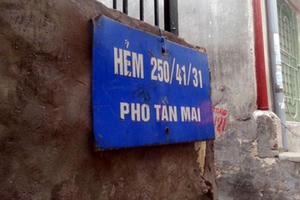 HẺM 250/41/31
PHỐ TÂN MAI